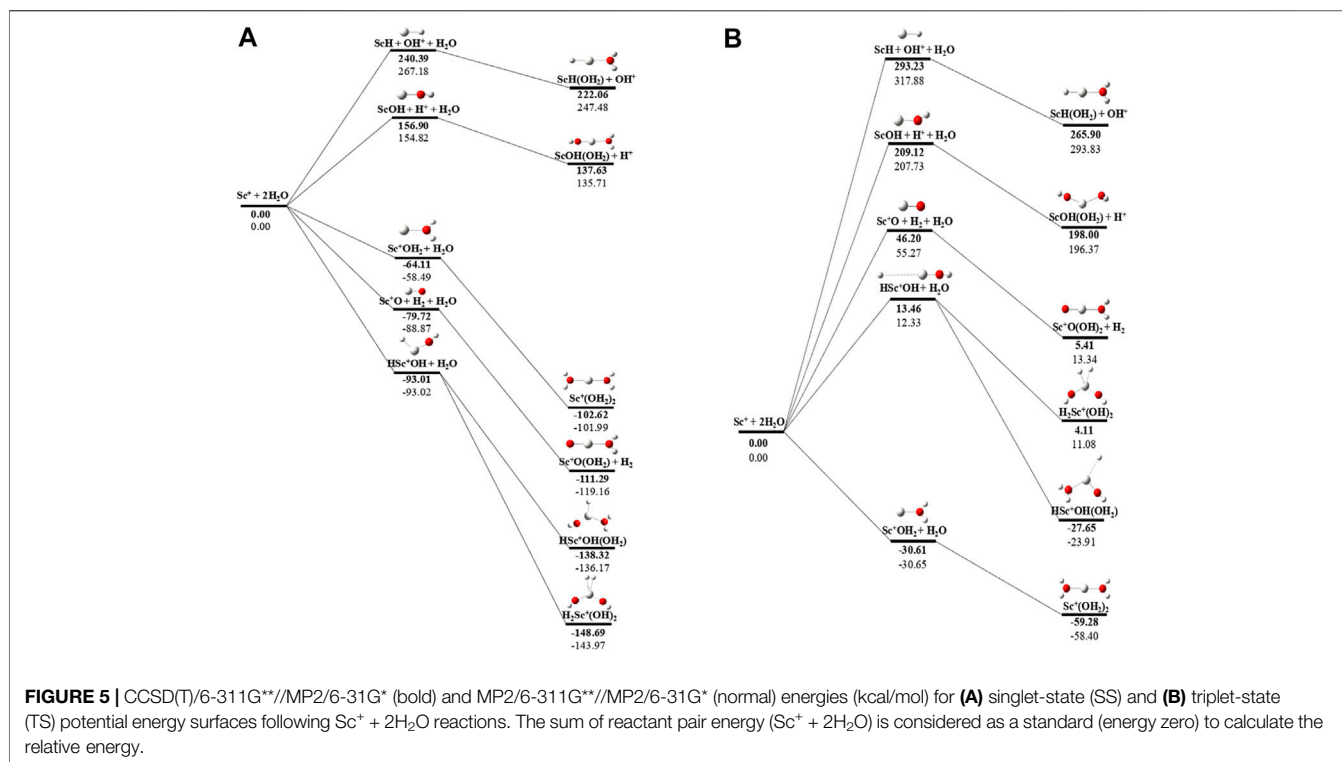 A
ScH + OH⁺ + H₂O
240.39
267.18
ScH(OH₂) + OH⁺
222.06
247.48
ScOH + H⁺ + H₂O
156.90
154.82
ScOH(OH₂) + H⁺
137.63
135.71
Sc⁺ + 2H₂O
0.00
0.00
Sc⁺OH₂ + H₂O
-64.11
-58.49
Sc⁺O + H₂ + H₂O
-79.72
-88.87
HSc⁺OH + H₂O
-93.01
-93.02
Sc⁺(OH₂)₂
-102.62
-101.99
Sc⁺O(OH₂) + H₂
-111.29
-119.16
HSc⁺OH(OH₂)
-138.32
-136.17
H₂Sc⁺(OH)₂
-148.69
-143.97
B
ScH + OH⁺ + H₂O
293.23
317.88
ScH(OH₂) + OH⁺
265.90
293.83
ScOH + H⁺ + H₂O
209.12
207.73
ScOH(OH₂) + H⁺
198.00
196.37
Sc⁺O + H₂ + H₂O
46.20
55.27
HSc⁺OH + H₂O
13.46
12.33
Sc⁺O(OH)₂ + H₂
5.41
13.34
H₂Sc⁺(OH)₂
4.11
11.08
Sc⁺ + 2H₂O
0.00
0.00
HSc⁺OH(OH₂)
-27.65
-23.91
Sc⁺OH₂ + H₂O
-30.61
-30.65
Sc⁺(OH₂)₂
-59.28
-58.40
FIGURE 5 | CCSD(T)/6-311G**//MP2/6-31G* (bold) and MP2/6-311G**//MP2/6-31G* (normal) energies (kcal/mol) for (A) singlet-state (SS) and (B) triplet-state
(TS) potential energy surfaces following Sc⁺ + 2H₂O reactions. The sum of reactant pair energy (Sc⁺ + 2H₂O) is considered as a standard (energy zero) to calculate the
relative energy.